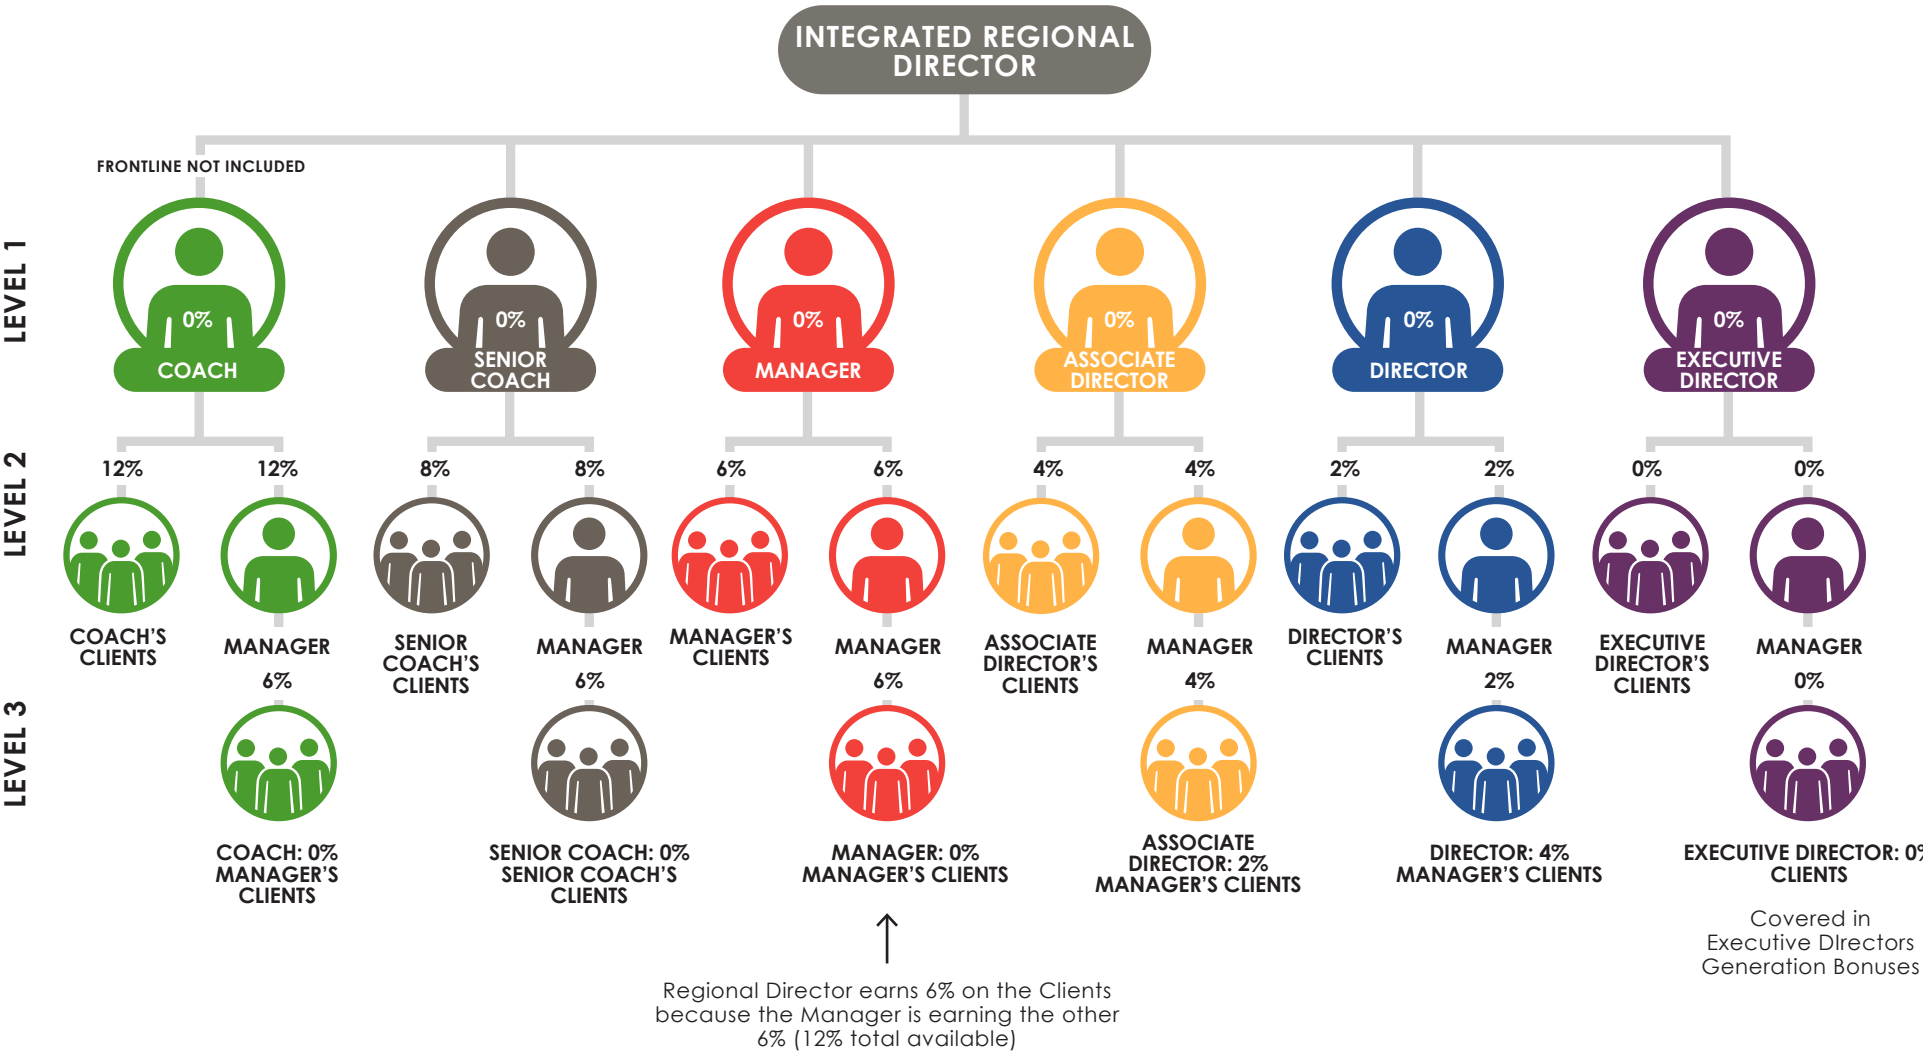 INTEGRATED REGIONAL
DIRECTOR
FRONTLINE NOT INCLUDED
LEVEL 1
0%
COACH
0%
SENIOR
COACH
0%
MANAGER
0%
ASSOCIATE
DIRECTOR
0%
DIRECTOR
0%
EXECUTIVE
DIRECTOR
LEVEL 2
12%
12%
8%
8%
6%
6%
4%
4%
2%
2%
0%
0%
COACH'S
CLIENTS
MANAGER
SENIOR
COACH'S
CLIENTS
MANAGER
MANAGER'S
CLIENTS
MANAGER
ASSOCIATE
DIRECTOR'S
CLIENTS
MANAGER
DIRECTOR'S
CLIENTS
MANAGER
EXECUTIVE
DIRECTOR'S
CLIENTS
MANAGER
LEVEL 3
6%
6%
6%
4%
2%
0%
COACH: 0%
MANAGER'S
CLIENTS
SENIOR COACH: 0%
SENIOR COACH'S
CLIENTS
MANAGER: 0%
MANAGER'S CLIENTS
ASSOCIATE
DIRECTOR: 2%
MANAGER'S CLIENTS
DIRECTOR: 4%
MANAGER'S CLIENTS
EXECUTIVE DIRECTOR: 0%
CLIENTS
Covered in
Executive DIrectors
Generation Bonuses
Regional Director earns 6% on the Clients
because the Manager is earning the other
6% (12% total available)